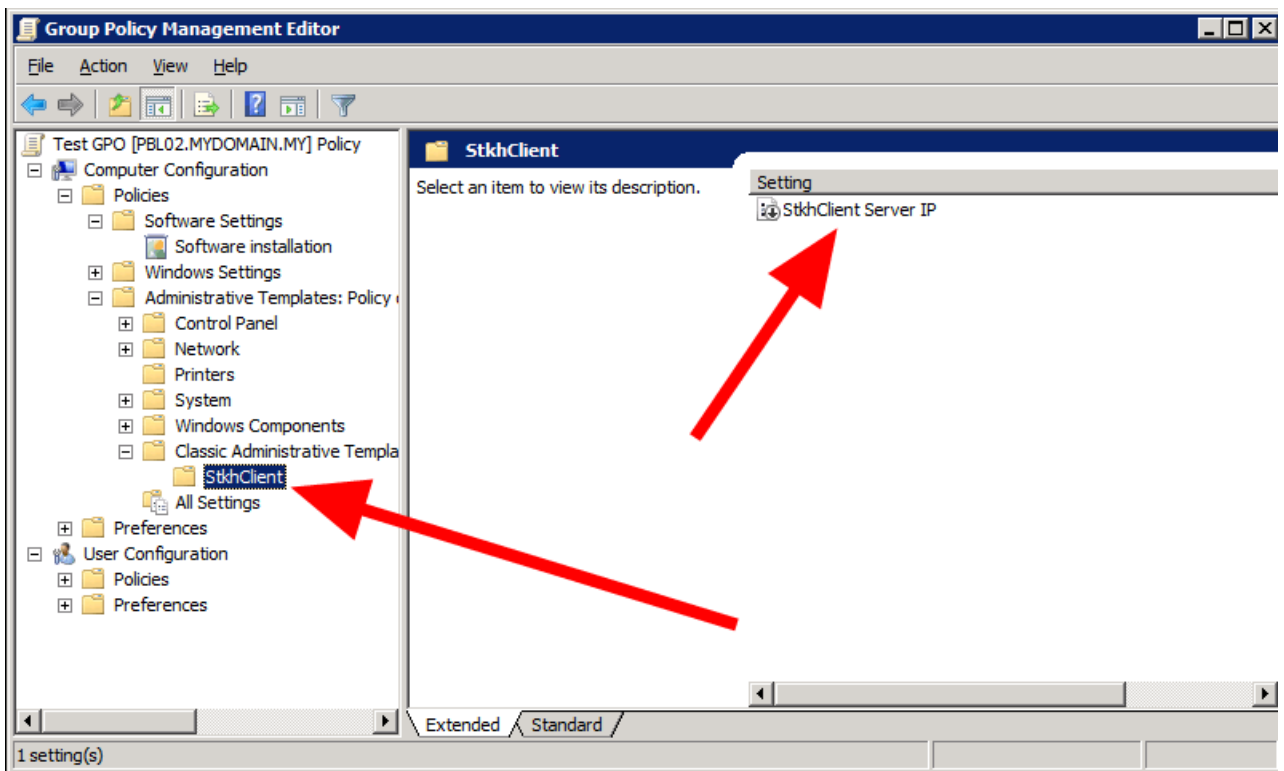 Group Policy Management Editor
File Action View Help
Test GPO [PBL02.MYDOMAIN.MY] Policy
Computer Configuration
Policies
Software Settings
Software installation
Windows Settings
Administrative Templates: Policy
Control Panel
Network
Printers
System
Windows Components
Classic Administrative Templa
StkhClient
All Settings
Preferences
User Configuration
Policies
Preferences
StkhClient
Select an item to view its description.
Setting
StkhClient Server IP
Extended Standard
1 setting(s)